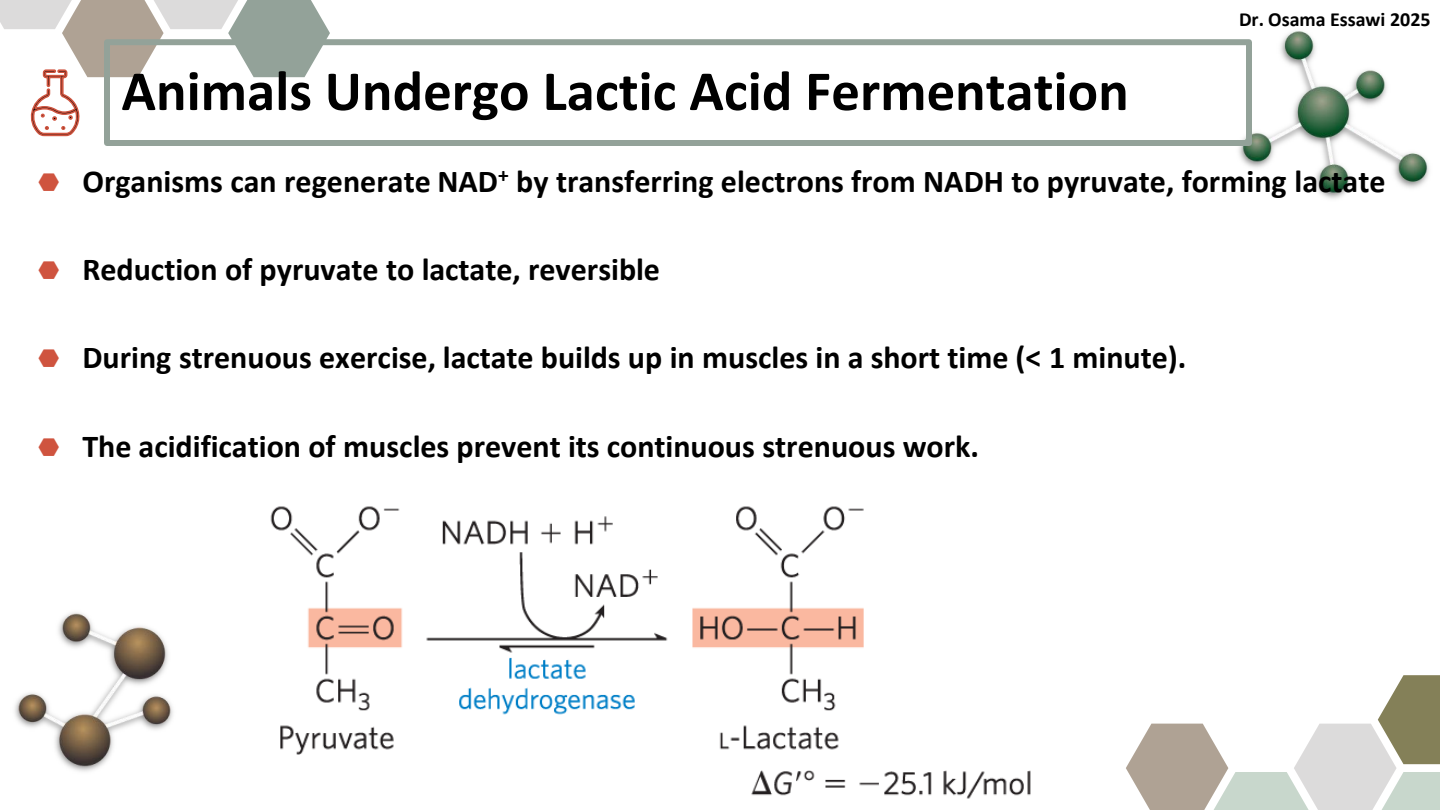 Dr. Osama Essawi 2025
Animals Undergo Lactic Acid Fermentation
Organisms can regenerate NAD⁺ by transferring electrons from NADH to pyruvate, forming lactate
Reduction of pyruvate to lactate, reversible
During strenuous exercise, lactate builds up in muscles in a short time (< 1 minute).
The acidification of muscles prevent its continuous strenuous work.
O O⁻
C
C=O
CH₃
Pyruvate
NADH + H⁺
NAD⁺
lactate
dehydrogenase
O O⁻
C
HO—C—H
CH₃
L-Lactate
ΔG′° = −25.1 kJ/mol